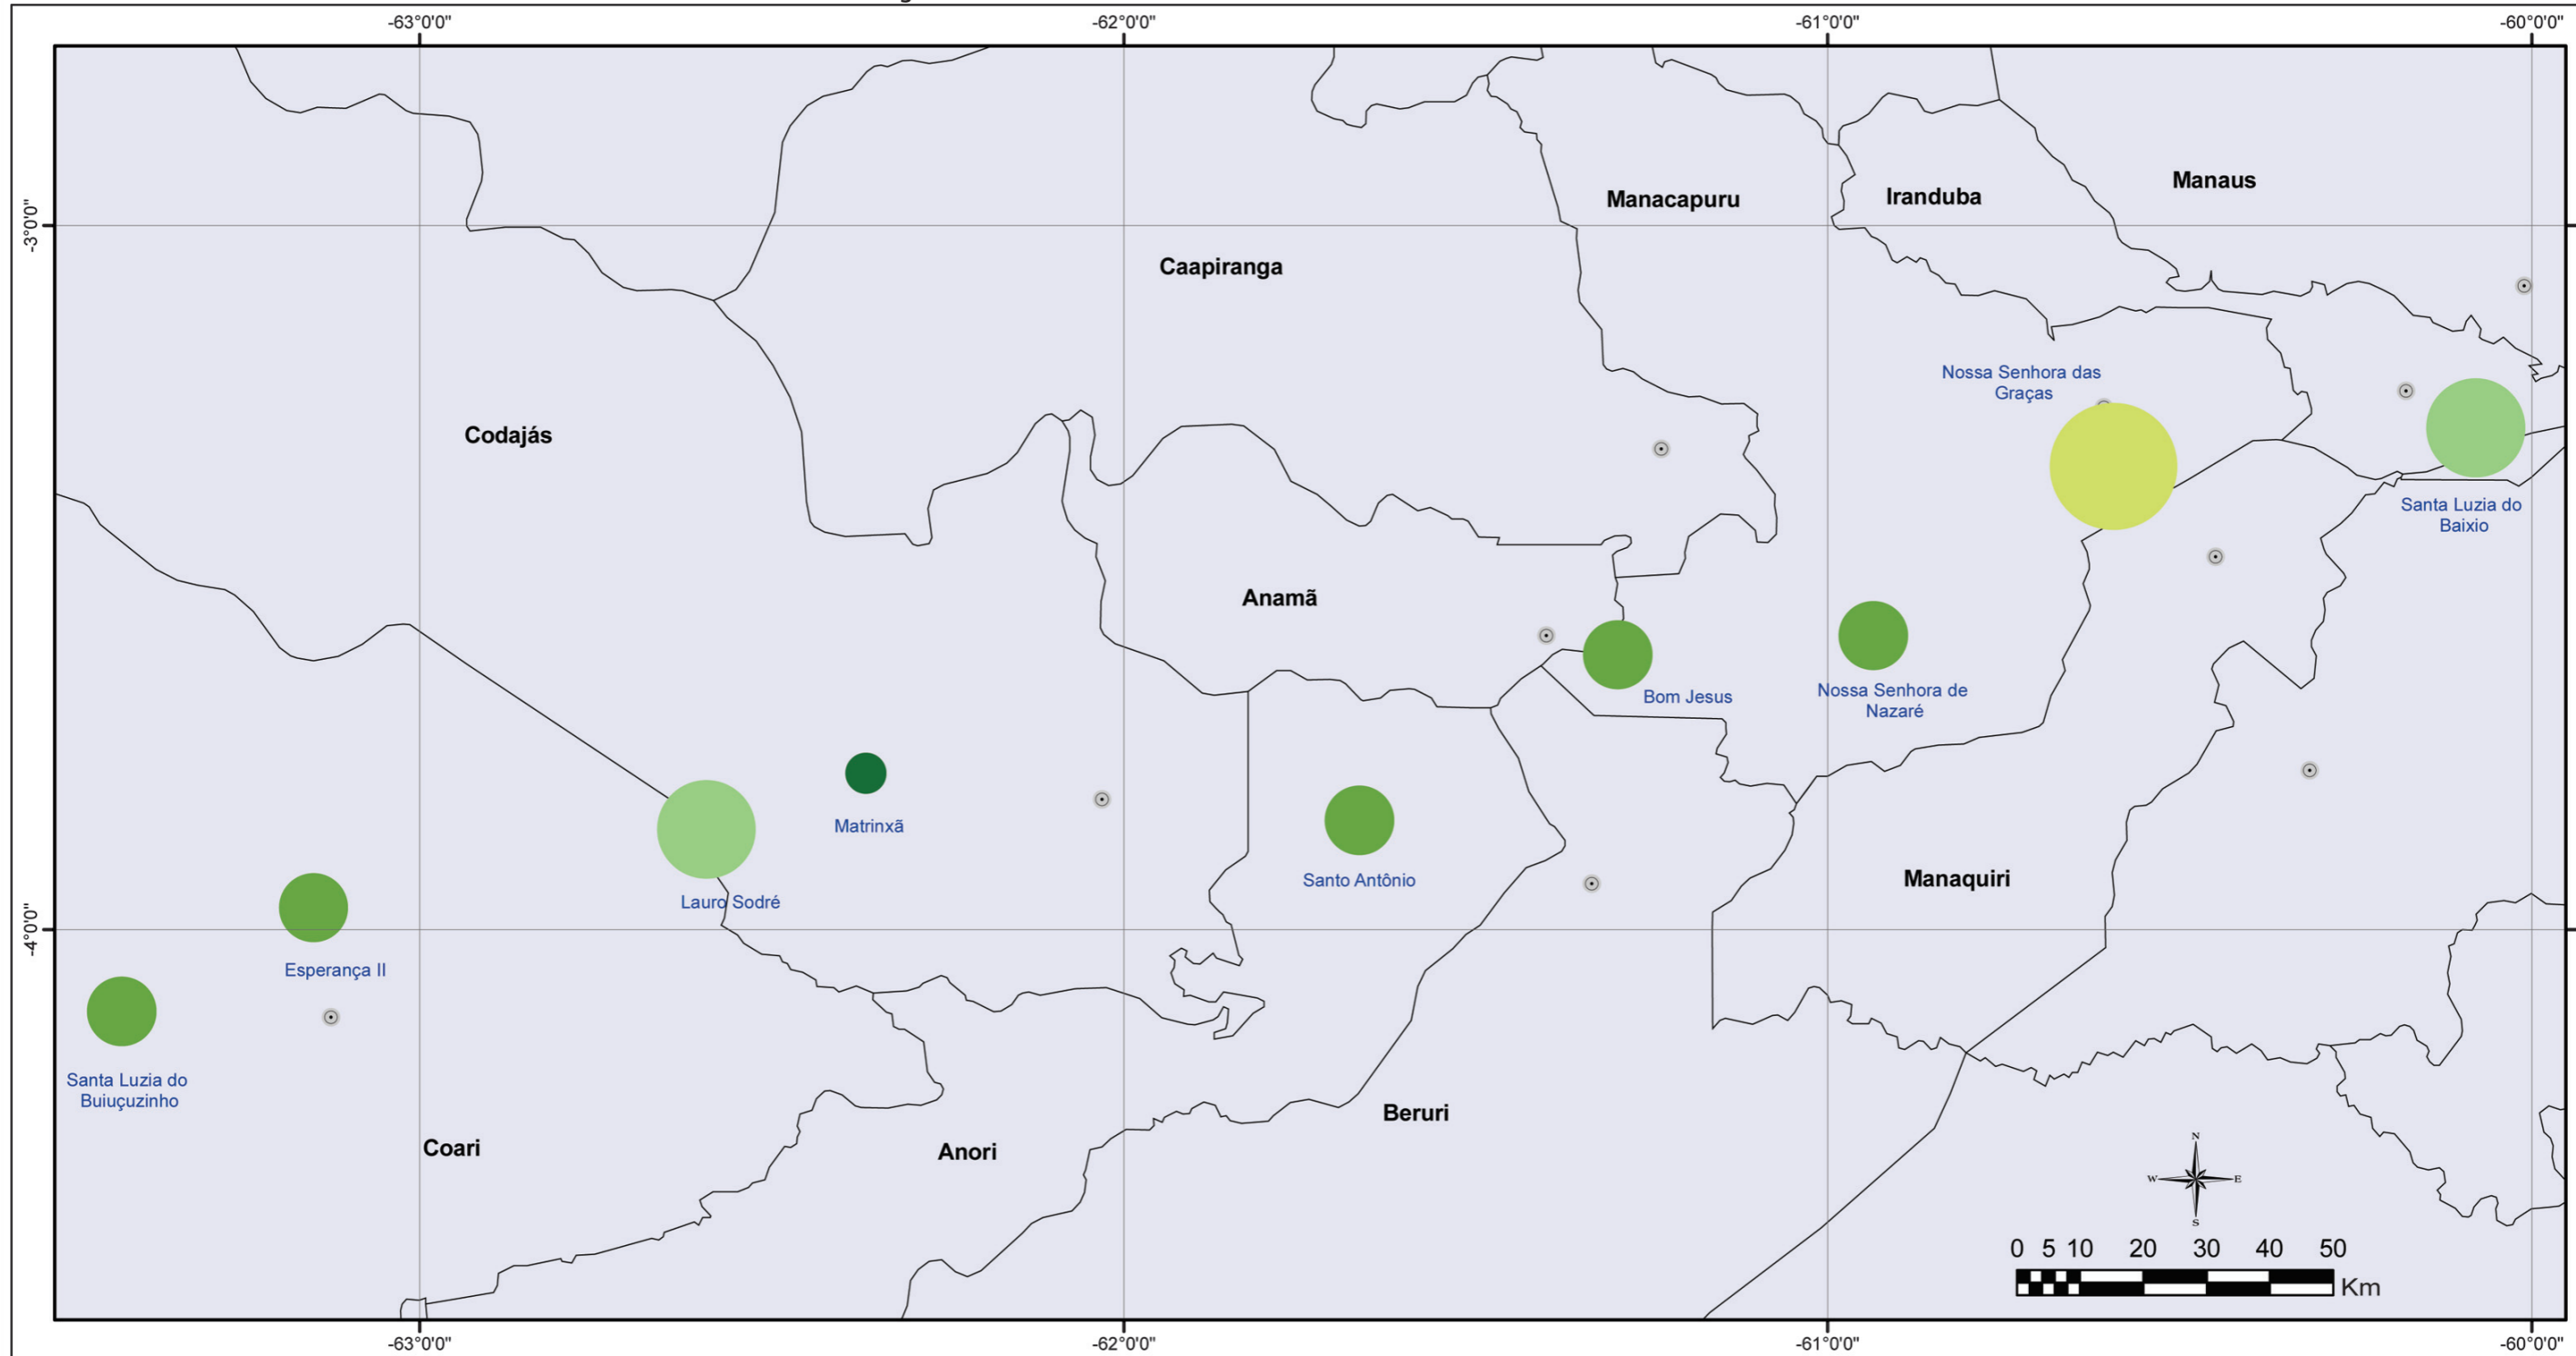 -63°0'0"
-62°0'0"
-61°0'0"
-60°0'0"
Manaus
Iranduba
Manacapuru
-3°0'0"
Caapiranga
Nossa Senhora das
Graças
Codajás
Santa Luzia do
Baixio
Anamã
Nossa Senhora de
Nazaré
Bom Jesus
Matrinxã
Santo Antônio
Manaquiri
Lauro Sodré
-4°0'0"
Esperança II
Santa Luzia do
Buiuçuzinho
Beruri
Coari
Anori
N
W
E
S
0 5 10 20 30 40 50
Km
-63°0'0"
-62°0'0"
-61°0'0"
-60°0'0"